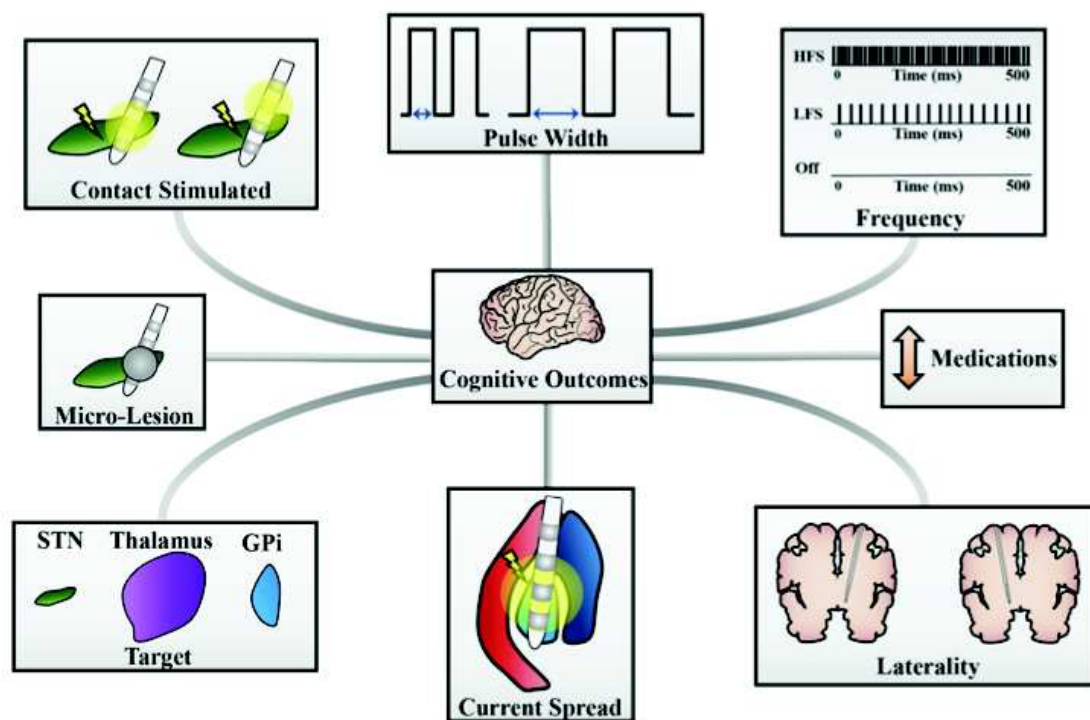 Contact Stimulated
Pulse Width
HFS
0 Time (ms) 500
LFS
0 Time (ms) 500
Off
0 Time (ms) 500
Frequency
Micro-Lesion
Cognitive Outcomes
Medications
STN Thalamus GPi
Target
Current Spread
Laterality